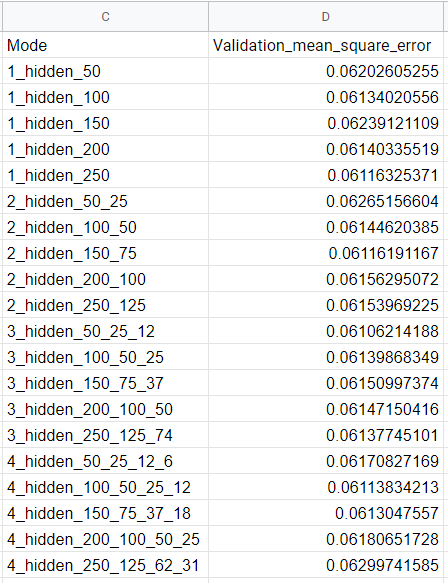 C D
Mode Validation_mean_square_error
1_hidden_50 0.06202605255
1_hidden_100 0.06134020556
1_hidden_150 0.06239121109
1_hidden_200 0.06140335519
1_hidden_250 0.06116325371
2_hidden_50_25 0.06265156604
2_hidden_100_50 0.06144620385
2_hidden_150_75 0.06116191167
2_hidden_200_100 0.06156295072
2_hidden_250_125 0.06153969225
3_hidden_50_25_12 0.06106214188
3_hidden_100_50_25 0.06139868349
3_hidden_150_75_37 0.06150997374
3_hidden_200_100_50 0.06147150416
3_hidden_250_125_74 0.06137745101
4_hidden_50_25_12_6 0.06170827169
4_hidden_100_50_25_12 0.06113834213
4_hidden_150_75_37_18 0.0613047557
4_hidden_200_100_50_25 0.06180651728
4_hidden_250_125_62_31 0.06299741585